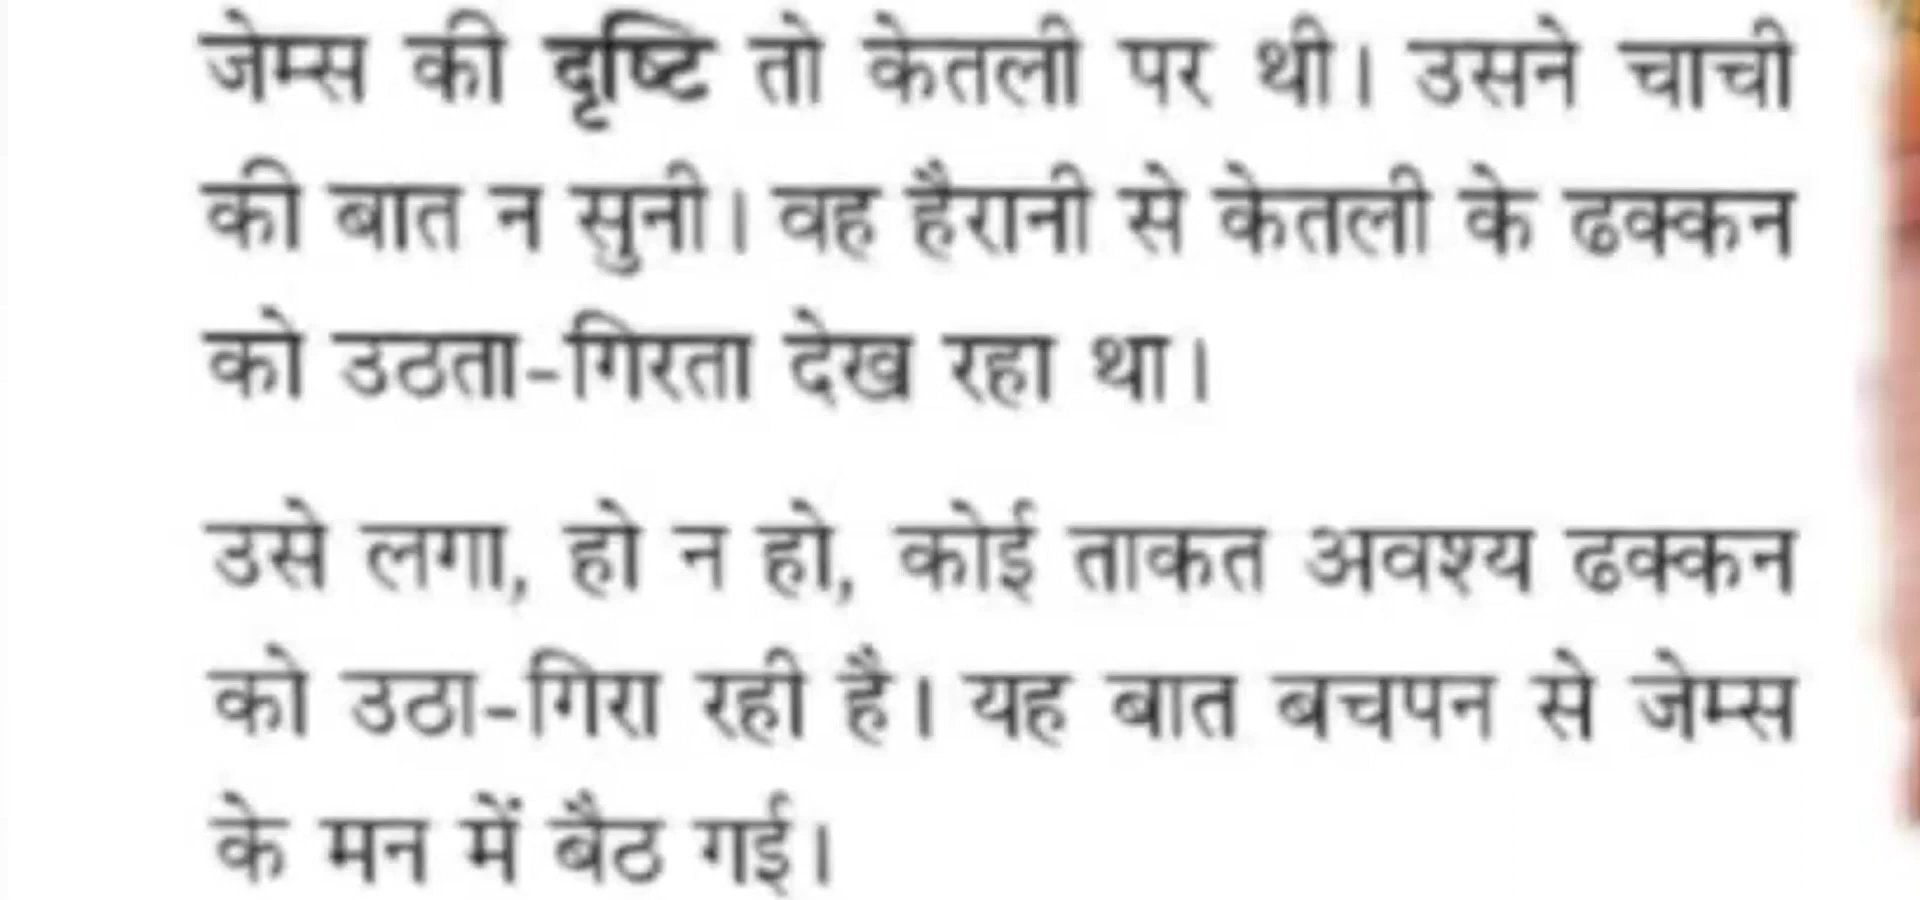 जेम्स की दृष्टि तो केतली पर थी। उसने चाची
की बात न सुनी। वह हैरानी से केतली के ढक्कन
को उठता-गिरता देख रहा था।
उसे लगा, हो न हो, कोई ताकत अवश्य ढक्कन
को उठा-गिरा रही है। यह बात बचपन से जेम्स
के मन में बैठ गई।